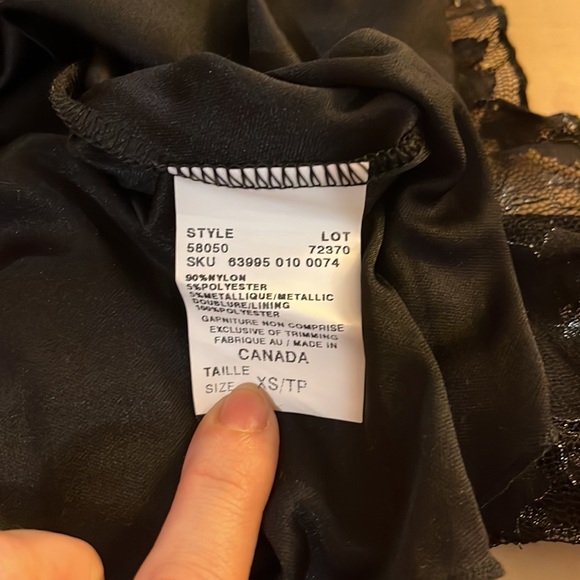 STYLE LOT
58050 72370
SKU 63995 010 0074
90%NYLON
5%POLYESTER
5%METALLIQUE/METALLIC
DOUBLURE/LINING
100%POLYESTER
GARNITURE NON COMPRISE
EXCLUSIVE OF TRIMMING
FABRIQUE AU / MADE IN
CANADA
TAILLE
SIZE XS/TP